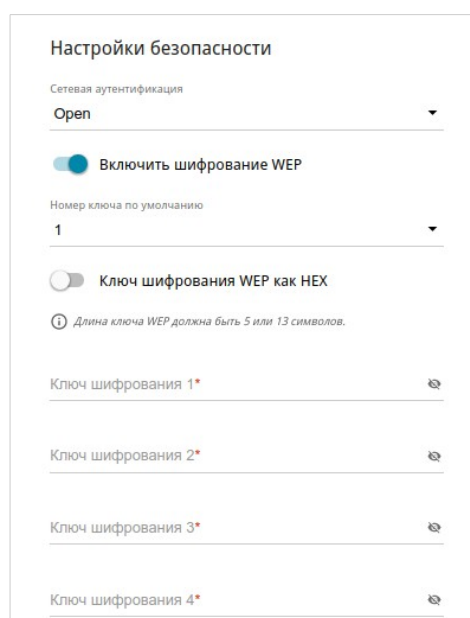 Настройки безопасности
Сетевая аутентификация
Open
Включить шифрование WEP
Номер ключа по умолчанию
1
Ключ шифрования WEP как HEX
Длина ключа WEP должна быть 5 или 13 символов.
Ключ шифрования 1*
Ключ шифрования 2*
Ключ шифрования 3*
Ключ шифрования 4*